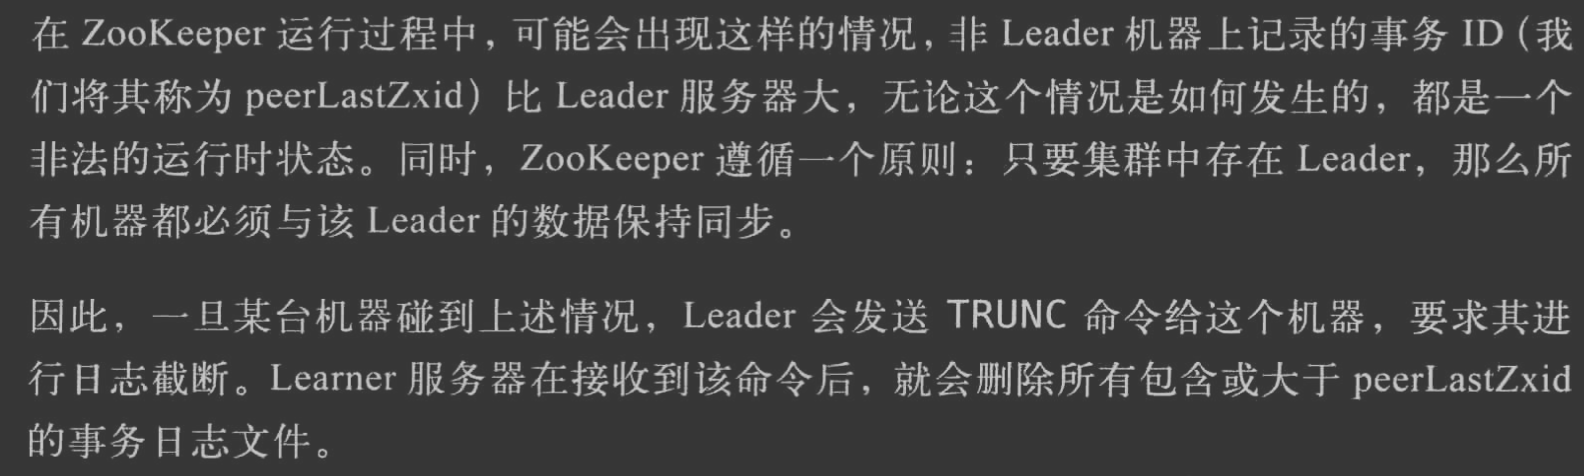 在 ZooKeeper 运行过程中，可能会出现这样的情况，非 Leader 机器上记录的事务 ID（我
们将其称为 peerLastZxid）比 Leader 服务器大，无论这个情况是如何发生的，都是一个
非法的运行时状态。同时，ZooKeeper 遵循一个原则：只要集群中存在 Leader，那么所
有机器都必须与该 Leader 的数据保持同步。
因此，一旦某台机器碰到上述情况，Leader 会发送 TRUNC 命令给这个机器，要求其进
行日志截断。Learner 服务器在接收到该命令后，就会删除所有包含或大于 peerLastZxid
的事务日志文件。